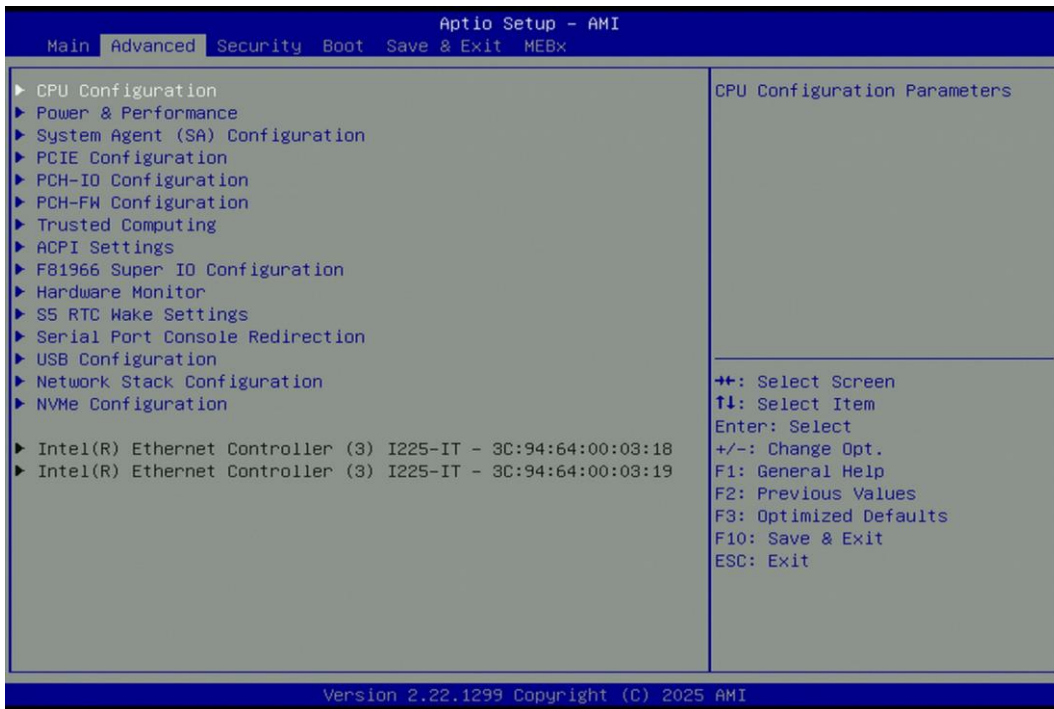 Aptio Setup – AMI
Main Advanced Security Boot Save & Exit MEBx
CPU Configuration
Power & Performance
System Agent (SA) Configuration
PCIE Configuration
PCH-IO Configuration
PCH-FW Configuration
Trusted Computing
ACPI Settings
F81966 Super IO Configuration
Hardware Monitor
S5 RTC Wake Settings
Serial Port Console Redirection
USB Configuration
Network Stack Configuration
NVMe Configuration
Intel(R) Ethernet Controller (3) I225-IT – 3C:94:64:00:03:18
Intel(R) Ethernet Controller (3) I225-IT – 3C:94:64:00:03:19
CPU Configuration Parameters
→←: Select Screen
↑↓: Select Item
Enter: Select
+/-: Change Opt.
F1: General Help
F2: Previous Values
F3: Optimized Defaults
F10: Save & Exit
ESC: Exit
Version 2.22.1299 Copyright (C) 2025 AMI